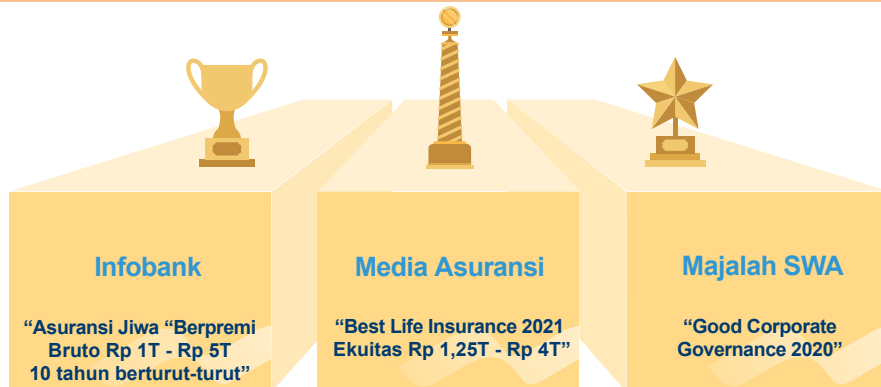 Infobank
“Asuransi Jiwa “Berpremi
Bruto Rp 1T - Rp 5T
10 tahun berturut-turut”
Media Asuransi
“Best Life Insurance 2021
Ekuitas Rp 1,25T - Rp 4T”
Majalah SWA
“Good Corporate
Governance 2020”